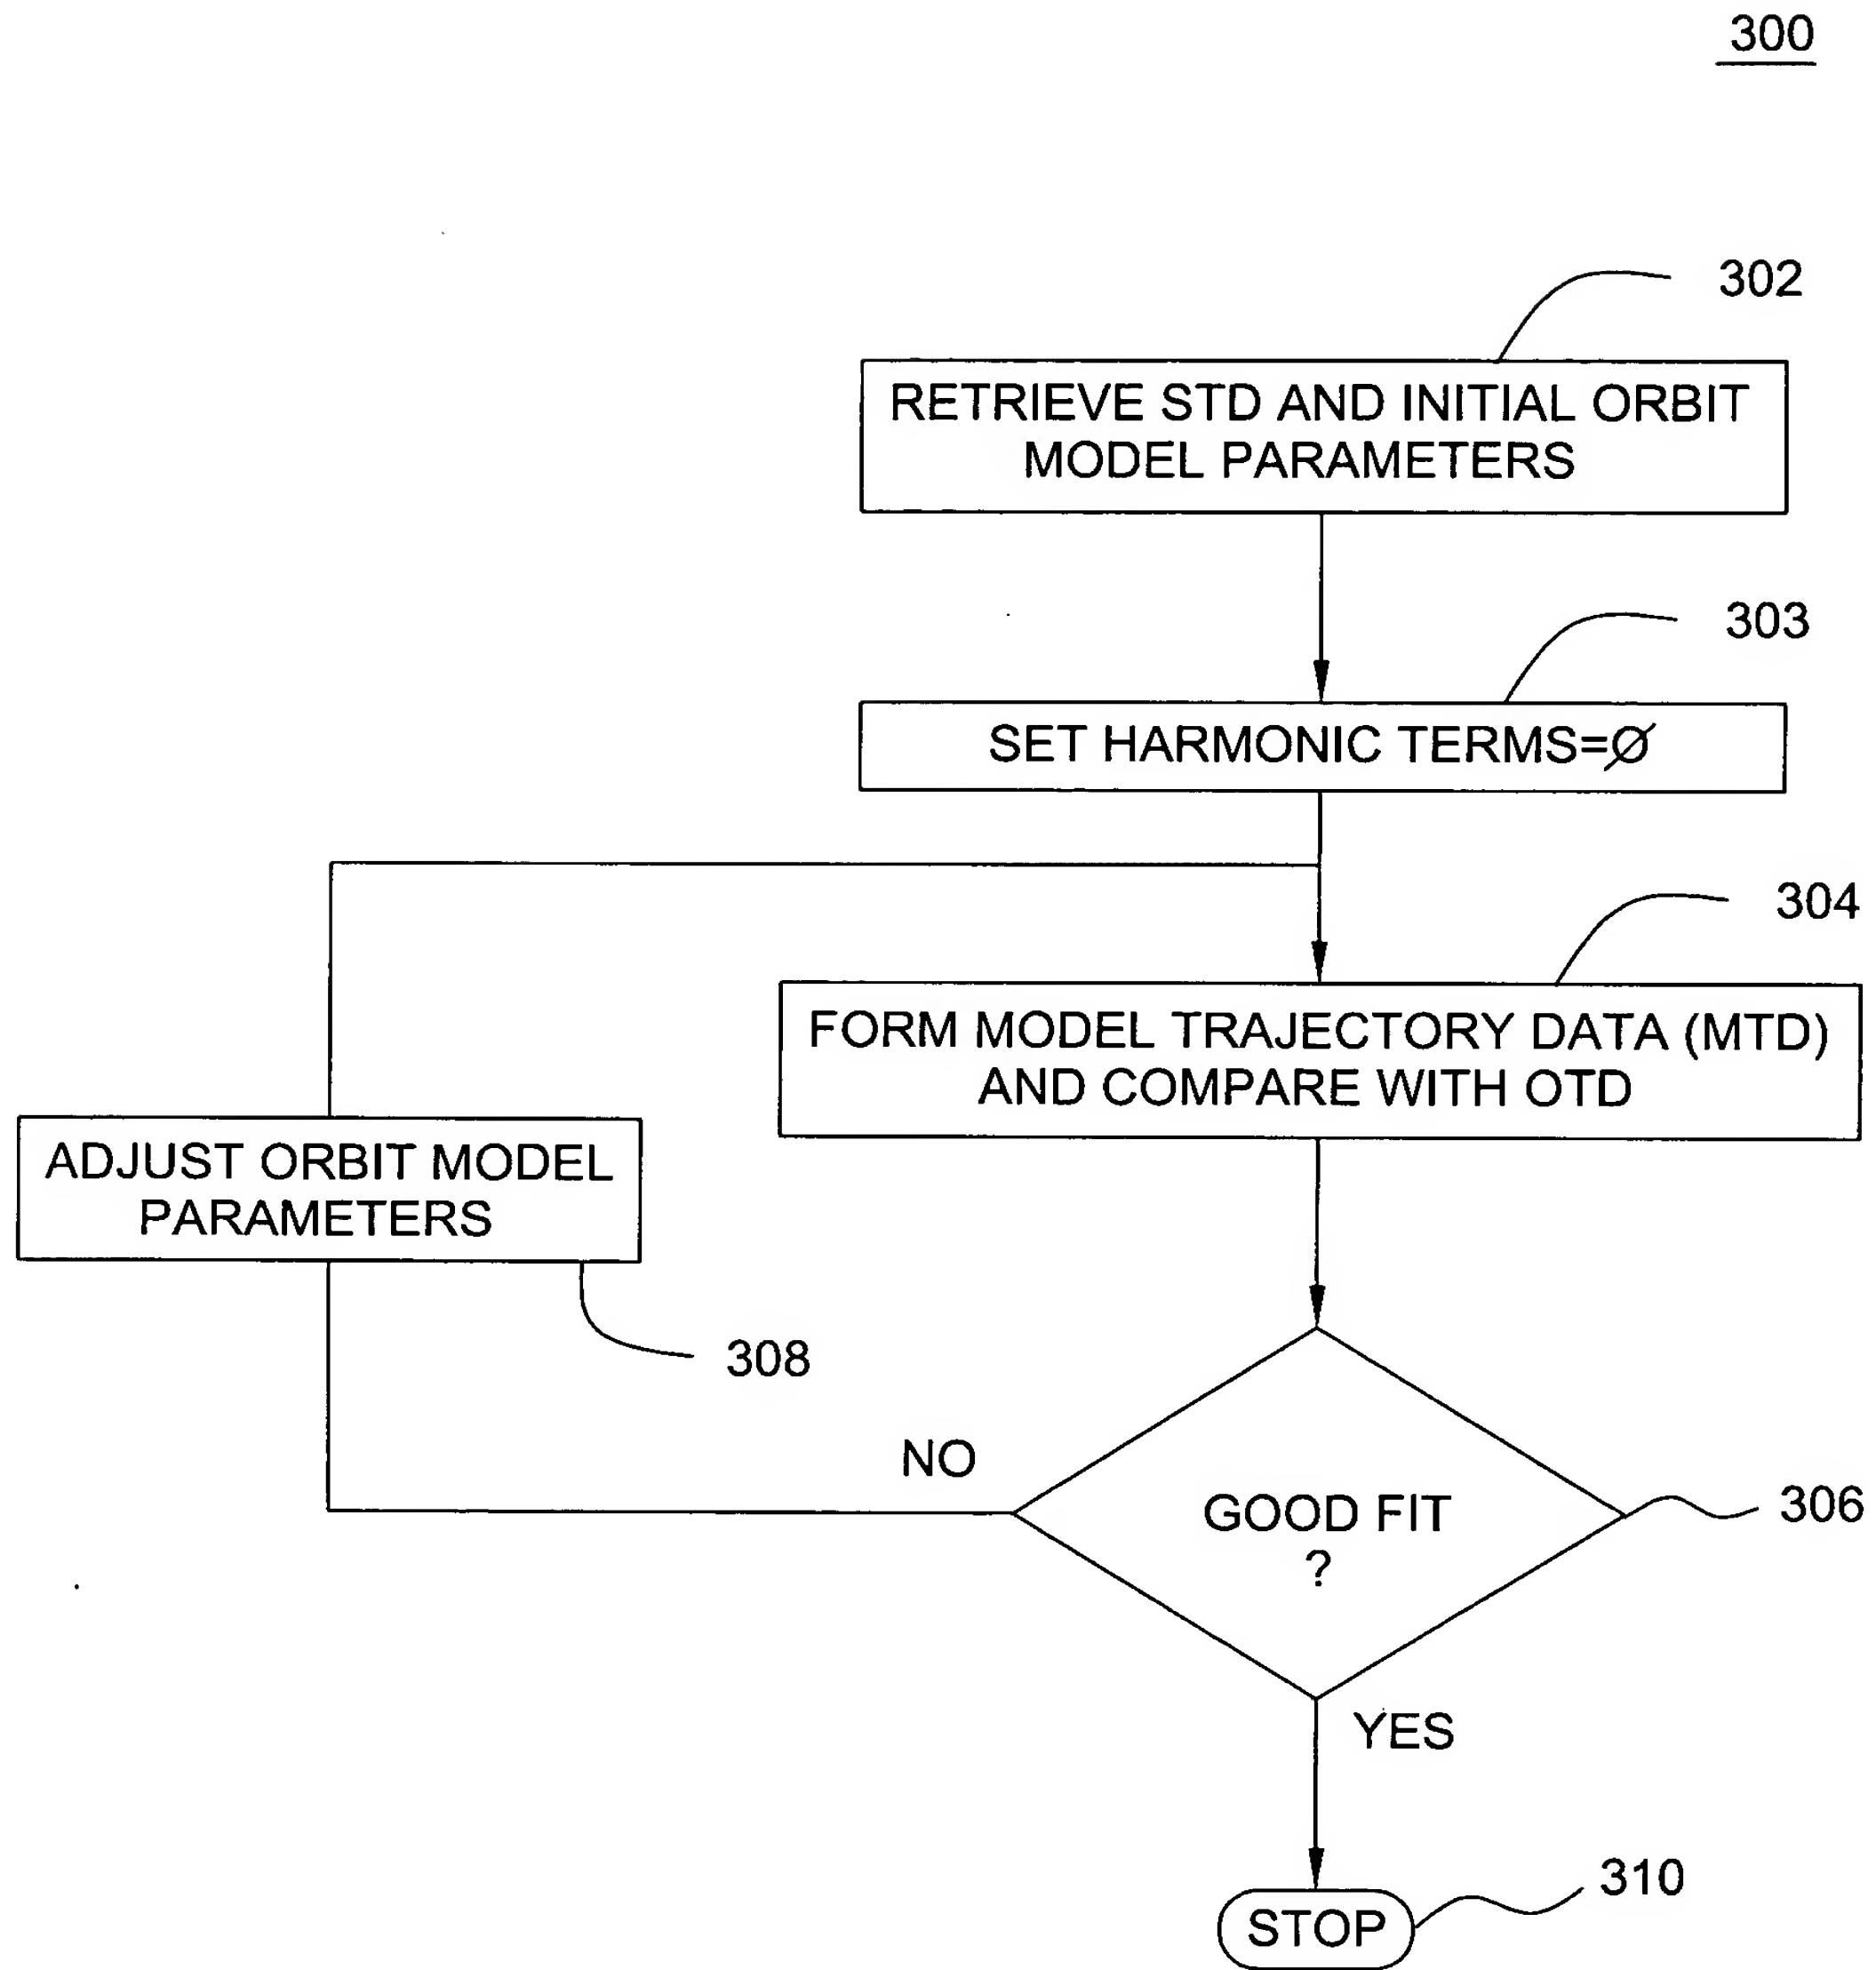 300
302
RETRIEVE STD AND INITIAL ORBIT
MODEL PARAMETERS
303
SET HARMONIC TERMS=Ø
304
FORM MODEL TRAJECTORY DATA (MTD)
AND COMPARE WITH OTD
ADJUST ORBIT MODEL
PARAMETERS
308
NO
GOOD FIT
?
306
YES
310
STOP